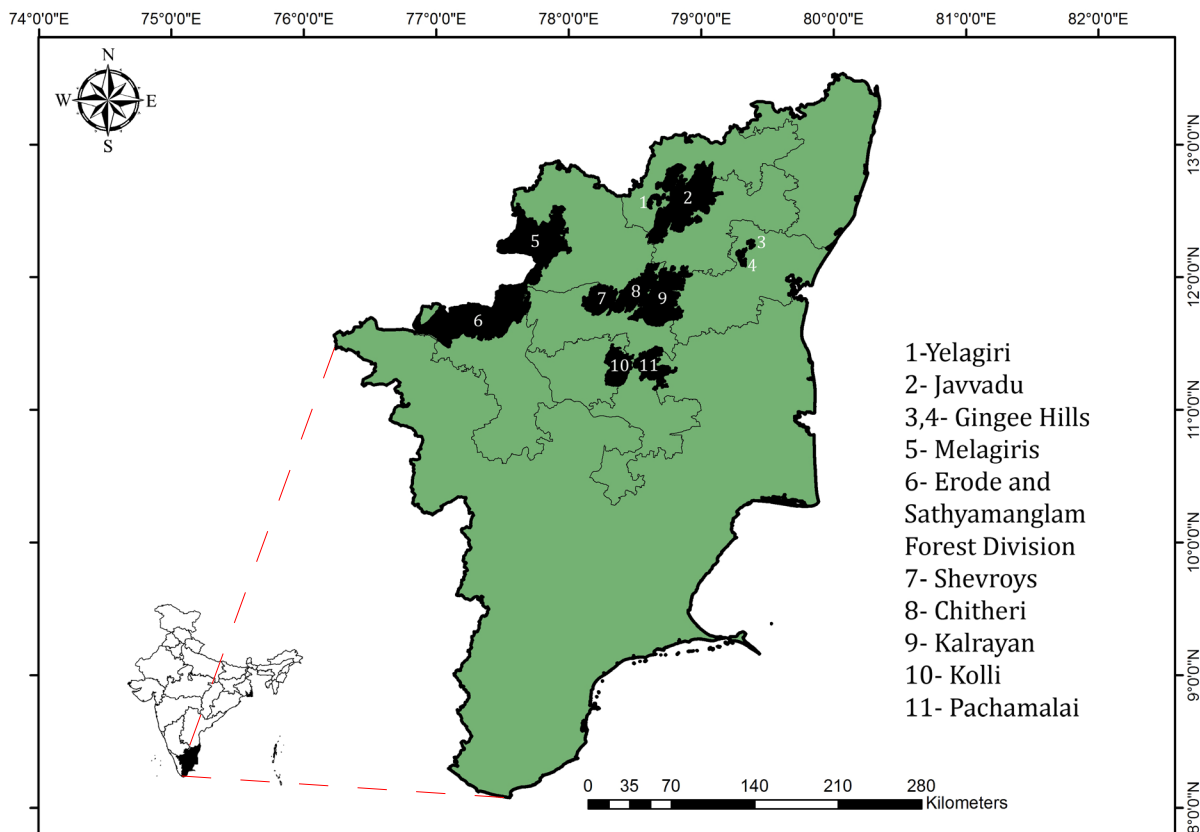 74°0'0"E 75°0'0"E 76°0'0"E 77°0'0"E 78°0'0"E 79°0'0"E 80°0'0"E 81°0'0"E 82°0'0"E
N
W E
S
13°0'0"N
12°0'0"N
11°0'0"N
10°0'0"N
9°0'0"N
8°0'0"N
1
2
3
4
5
6
7
8
9
10
11
1-Yelagiri
2- Javvadu
3,4- Gingee Hills
5- Melagiris
6- Erode and
Sathyamanglam
Forest Division
7- Shevroys
8- Chitheri
9- Kalrayan
10- Kolli
11- Pachamalai
0 35 70 140 210 280
Kilometers